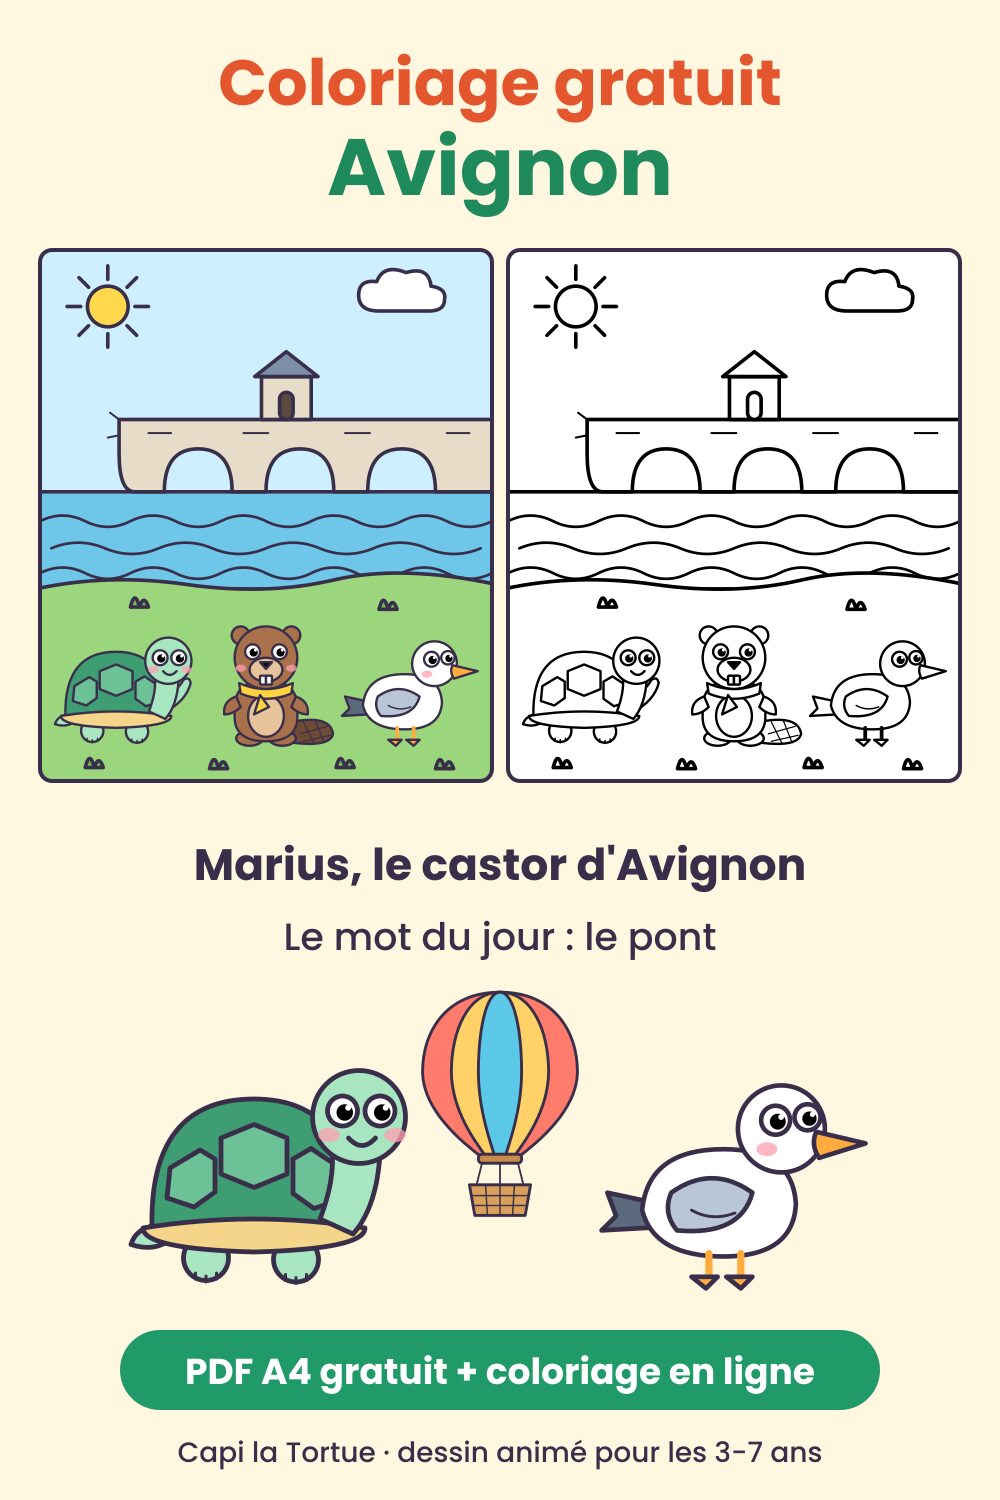 Coloriage gratuit
Avignon
Marius, le castor d'Avignon
Le mot du jour : le pont
PDF A4 gratuit + coloriage en ligne
Capi la Tortue · dessin animé pour les 3-7 ans